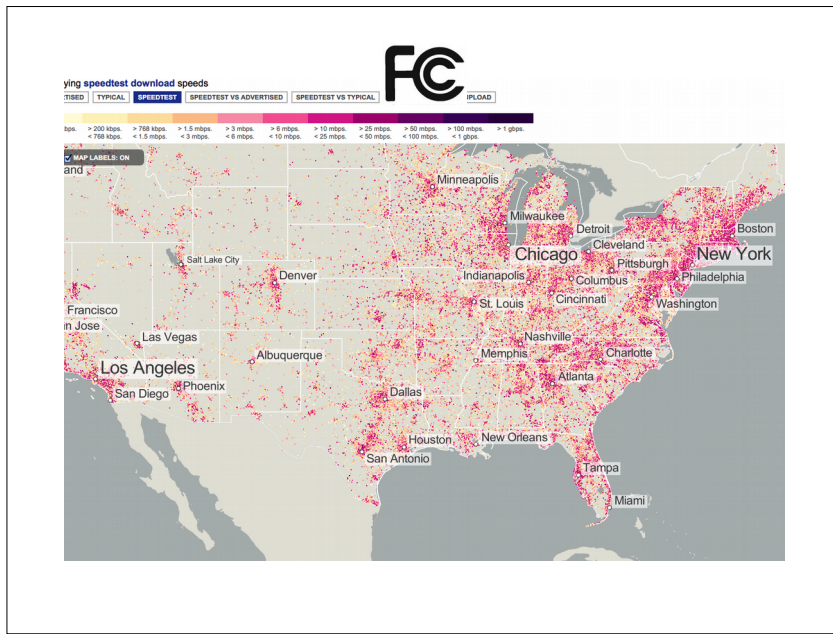 FCC
ying speedtest download speeds
TISED TYPICAL SPEEDTEST SPEEDTEST VS ADVERTISED SPEEDTEST VS TYPICAL PLOAD
bps. > 200 kbps. > 768 kbps. > 1.5 mbps. > 3 mbps. > 6 mbps. > 10 mbps. > 25 mbps. > 50 mbps. > 100 mbps. > 1 gbps.
< 768 kbps. < 1.5 mbps. < 3 mbps. < 6 mbps. < 10 mbps. < 25 mbps. < 50 mbps. < 100 mbps. < 1 gbps.
MAP LABELS: ON
and
Minneapolis
Milwaukee
Detroit
Boston
Chicago
Cleveland
New York
Salt Lake City
Pittsburgh
Denver
Indianapolis
Columbus
Philadelphia
St. Louis
Cincinnati
Washington
Francisco
n Jose
Las Vegas
Nashville
Albuquerque
Memphis
Charlotte
Los Angeles
Phoenix
Atlanta
San Diego
Dallas
Houston
New Orleans
San Antonio
Tampa
Miami